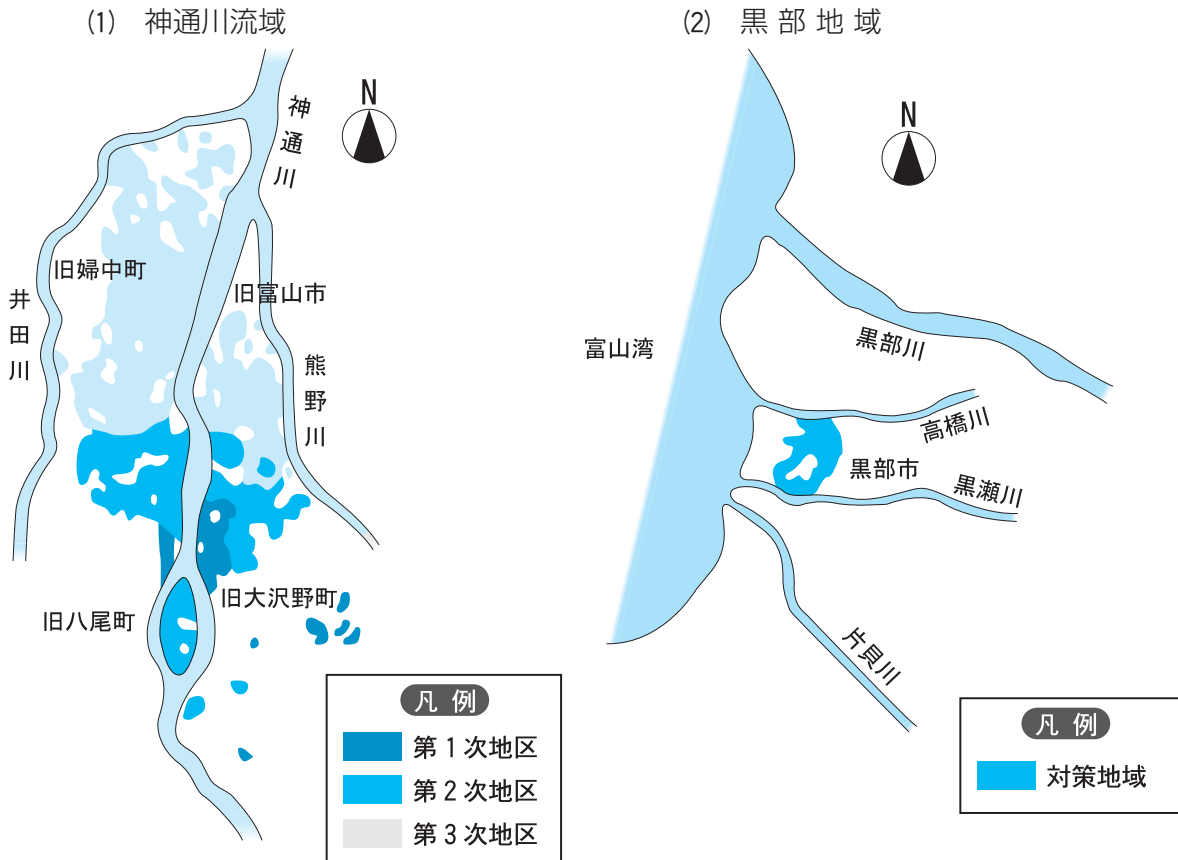 (1) 神通川流域
N
神通川
旧婦中町
井田川
旧富山市
熊野川
旧八尾町
旧大沢野町
凡例
第1次地区
第2次地区
第3次地区
(2) 黒部地域
N
富山湾
黒部川
高橋川
黒部市
黒瀬川
片貝川
凡例
対策地域